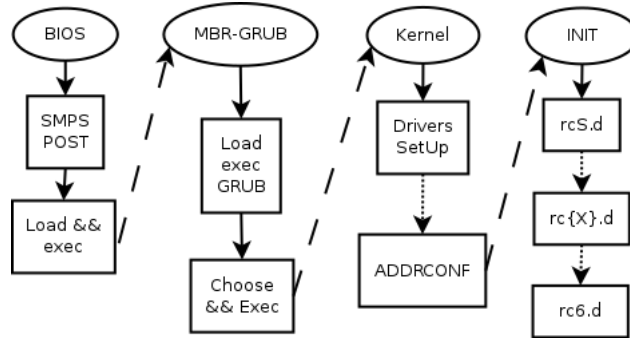 BIOS
SMPS
POST
Load &&
exec
MBR-GRUB
Load
exec
GRUB
Choose
&& Exec
Kernel
Drivers
SetUp
ADDRCONF
INIT
rcS.d
rc{X}.d
rc6.d